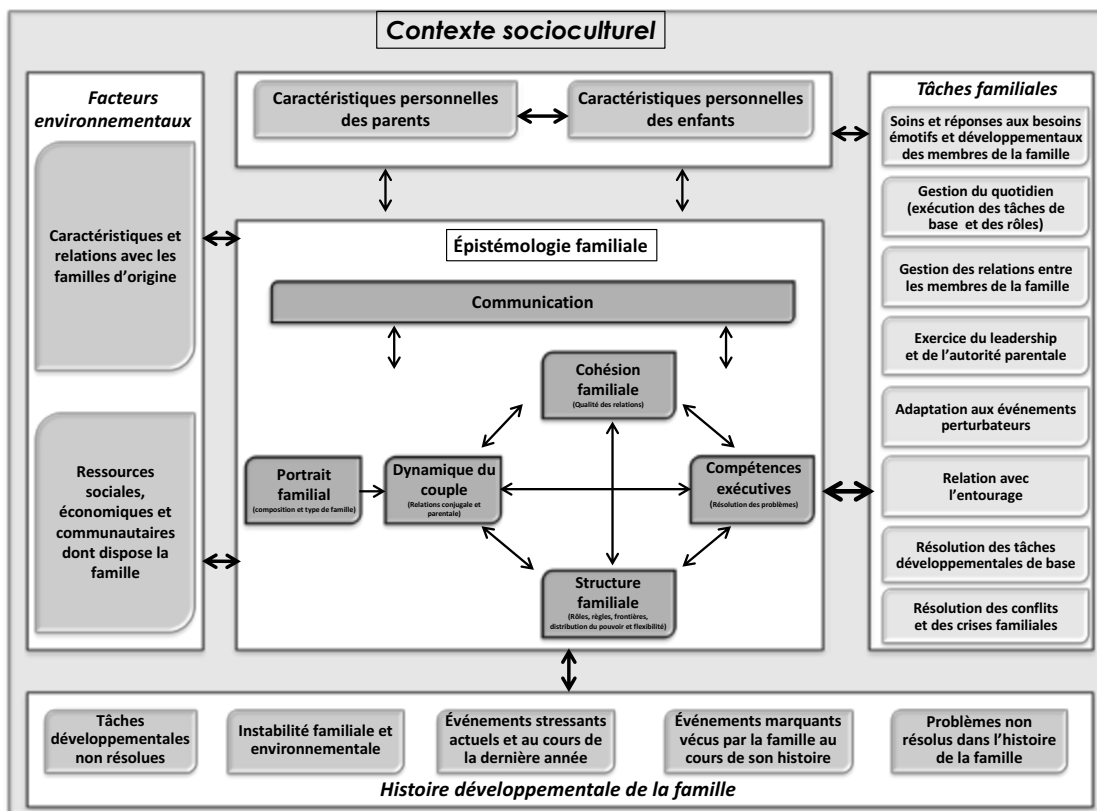 Contexte socioculturel
Facteurs
environnementaux
Caractéristiques et
relations avec les
familles d'origine
Ressources
sociales,
économiques et
communautaires
dont dispose la
famille
Caractéristiques personnelles
des parents
Caractéristiques personnelles
des enfants
Épistémologie familiale
Communication
Cohésion
familiale
(Qualité des relations)
Portrait
familial
(composition et type de famille)
Dynamique du
couple
(Relations conjugale et
parentale)
Compétences
exécutives
(Résolution des problèmes)
Structure
familiale
(Rôles, règles, frontières,
distribution du pouvoir et flexibilité)
Tâches familiales
Soins et réponses aux besoins
émotifs et développementaux
des membres de la famille
Gestion du quotidien
(exécution des tâches de
base et des rôles)
Gestion des relations entre
les membres de la famille
Exercice du leadership
et de l'autorité parentale
Adaptation aux événements
perturbateurs
Relation avec
l'entourage
Résolution des tâches
développementales de base
Résolution des conflits
et des crises familiales
Tâches
développementales
non résolues
Instabilité familiale et
environnementale
Événements stressants
actuels et au cours de
la dernière année
Événements marquants
vécus par la famille au
cours de son histoire
Problèmes non
résolus dans l'histoire
de la famille
Histoire développementale de la famille